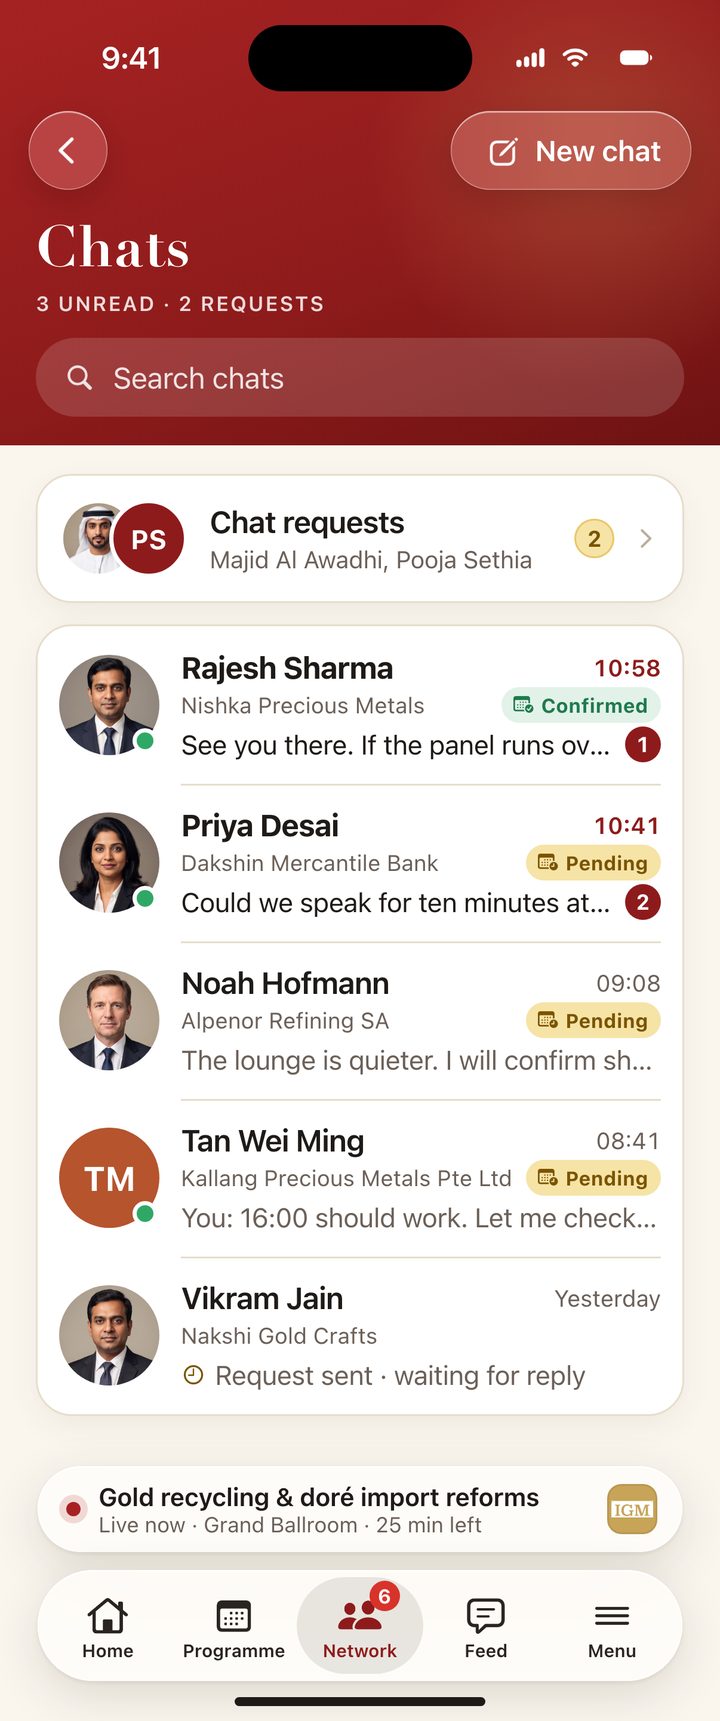 9:41
New chat
Chats
3 UNREAD · 2 REQUESTS
Search chats
PS
Chat requests
Majid Al Awadhi, Pooja Sethia
2
Rajesh Sharma
10:58
Nishka Precious Metals
Confirmed
See you there. If the panel runs ov...
1
Priya Desai
10:41
Dakshin Mercantile Bank
Pending
Could we speak for ten minutes at...
2
Noah Hofmann
09:08
Alpenor Refining SA
Pending
The lounge is quieter. I will confirm sh...
TM
Tan Wei Ming
08:41
Kallang Precious Metals Pte Ltd
Pending
You: 16:00 should work. Let me check...
Vikram Jain
Yesterday
Nakshi Gold Crafts
Request sent · waiting for reply
Gold recycling & doré import reforms
Live now · Grand Ballroom · 25 min left
IGM
6
Home
Programme
Network
Feed
Menu